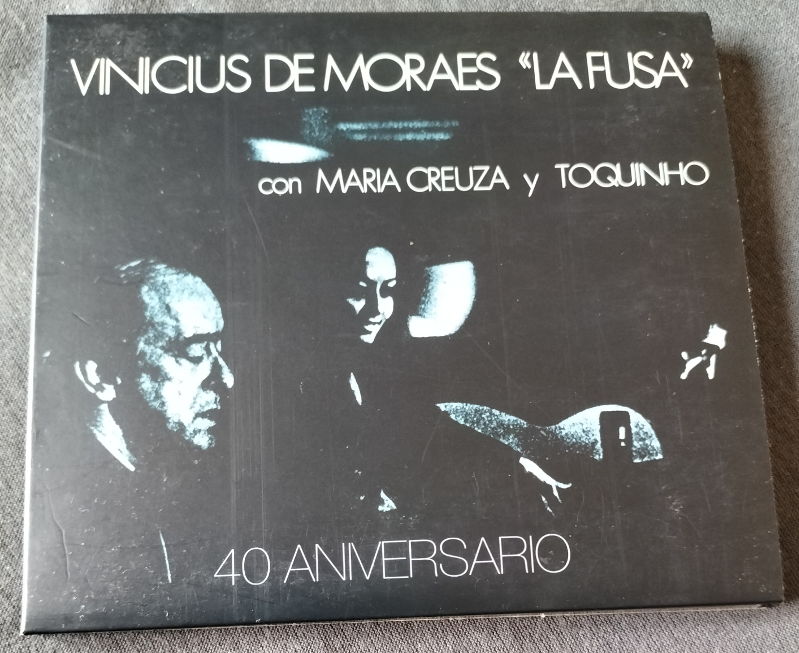 VINICIUS DE MORAES «LA FUSA»
con MARIA CREUZA y TOQUINHO
40 ANIVERSARIO